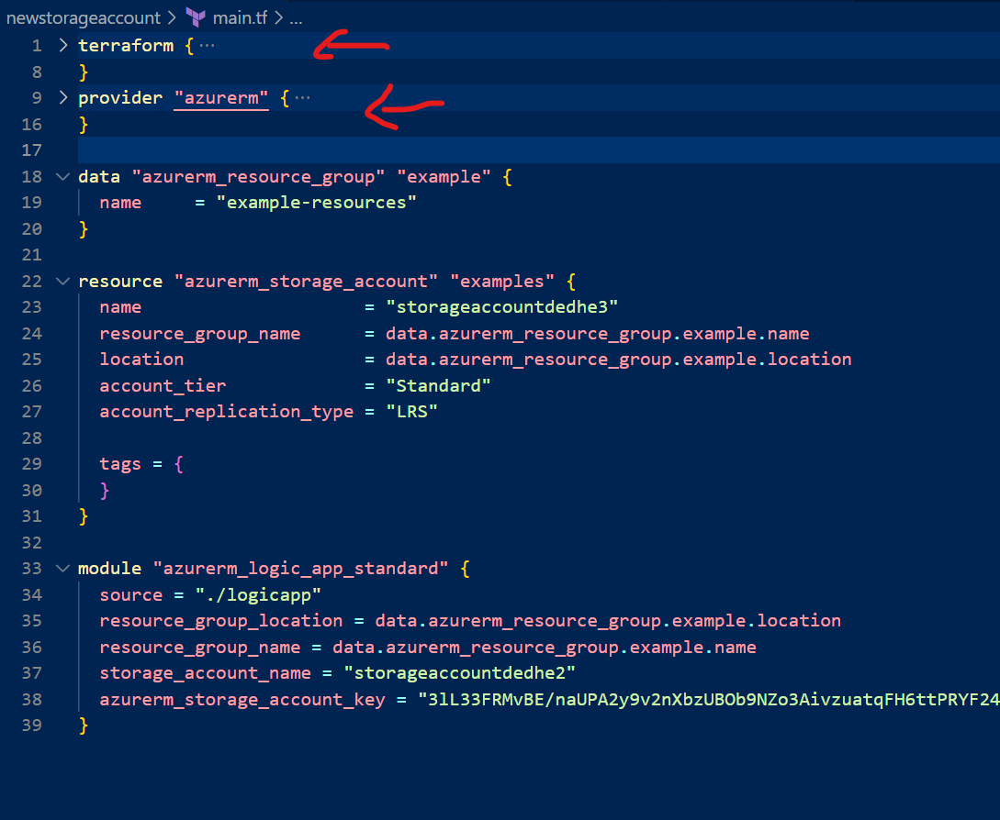 newstorageaccount > main.tf > ...
1 > terraform { ...
8 }
9 > provider "azurerm" { ...
16 }
17
18 data "azurerm_resource_group" "example" {
19 name     = "example-resources"
20 }
21
22 resource "azurerm_storage_account" "examples" {
23 name                     = "storageaccountdedhe3"
24 resource_group_name      = data.azurerm_resource_group.example.name
25 location                 = data.azurerm_resource_group.example.location
26 account_tier             = "Standard"
27 account_replication_type = "LRS"
28
29 tags = {
30 }
31 }
32
33 module "azurerm_logic_app_standard" {
34 source = "./logicapp"
35 resource_group_location = data.azurerm_resource_group.example.location
36 resource_group_name = data.azurerm_resource_group.example.name
37 storage_account_name = "storageaccountdedhe2"
38 azurerm_storage_account_key = "3lL33FRMvBE/naUPA2y9v2nXbzUBOb9NZo3AivzuatqFH6ttPRYF24
39 }